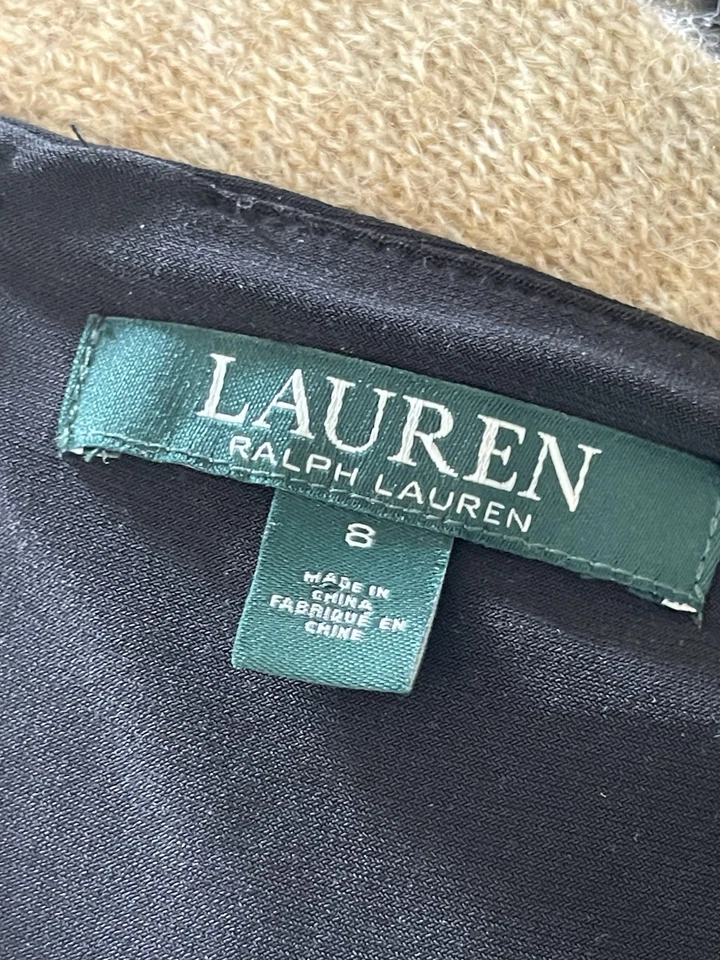 LAUREN
RALPH LAUREN
8
MADE IN
CHINA
FABRIQUÉ EN
CHINE